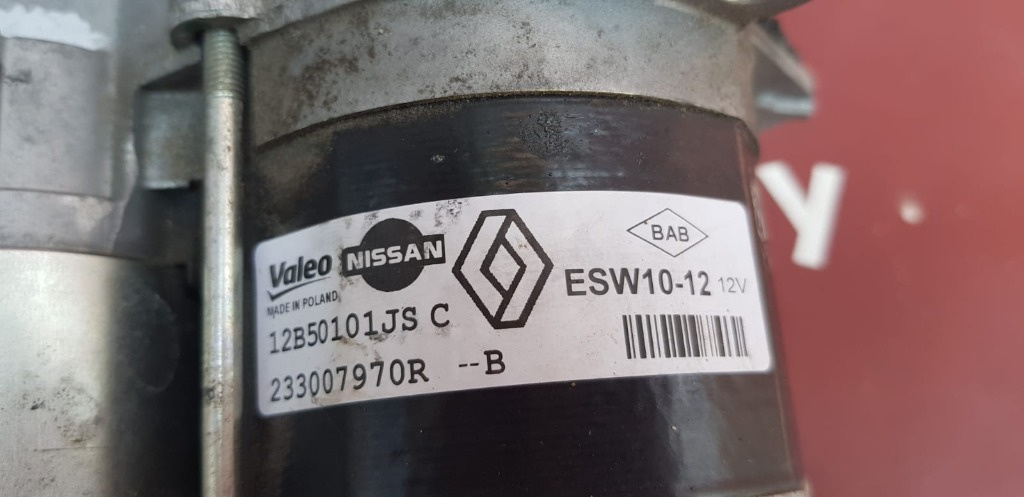 Valeo NISSAN
MADE IN POLAND
12B50101JS C
233007970R --B
BAB
ESW10-12 12V
Y